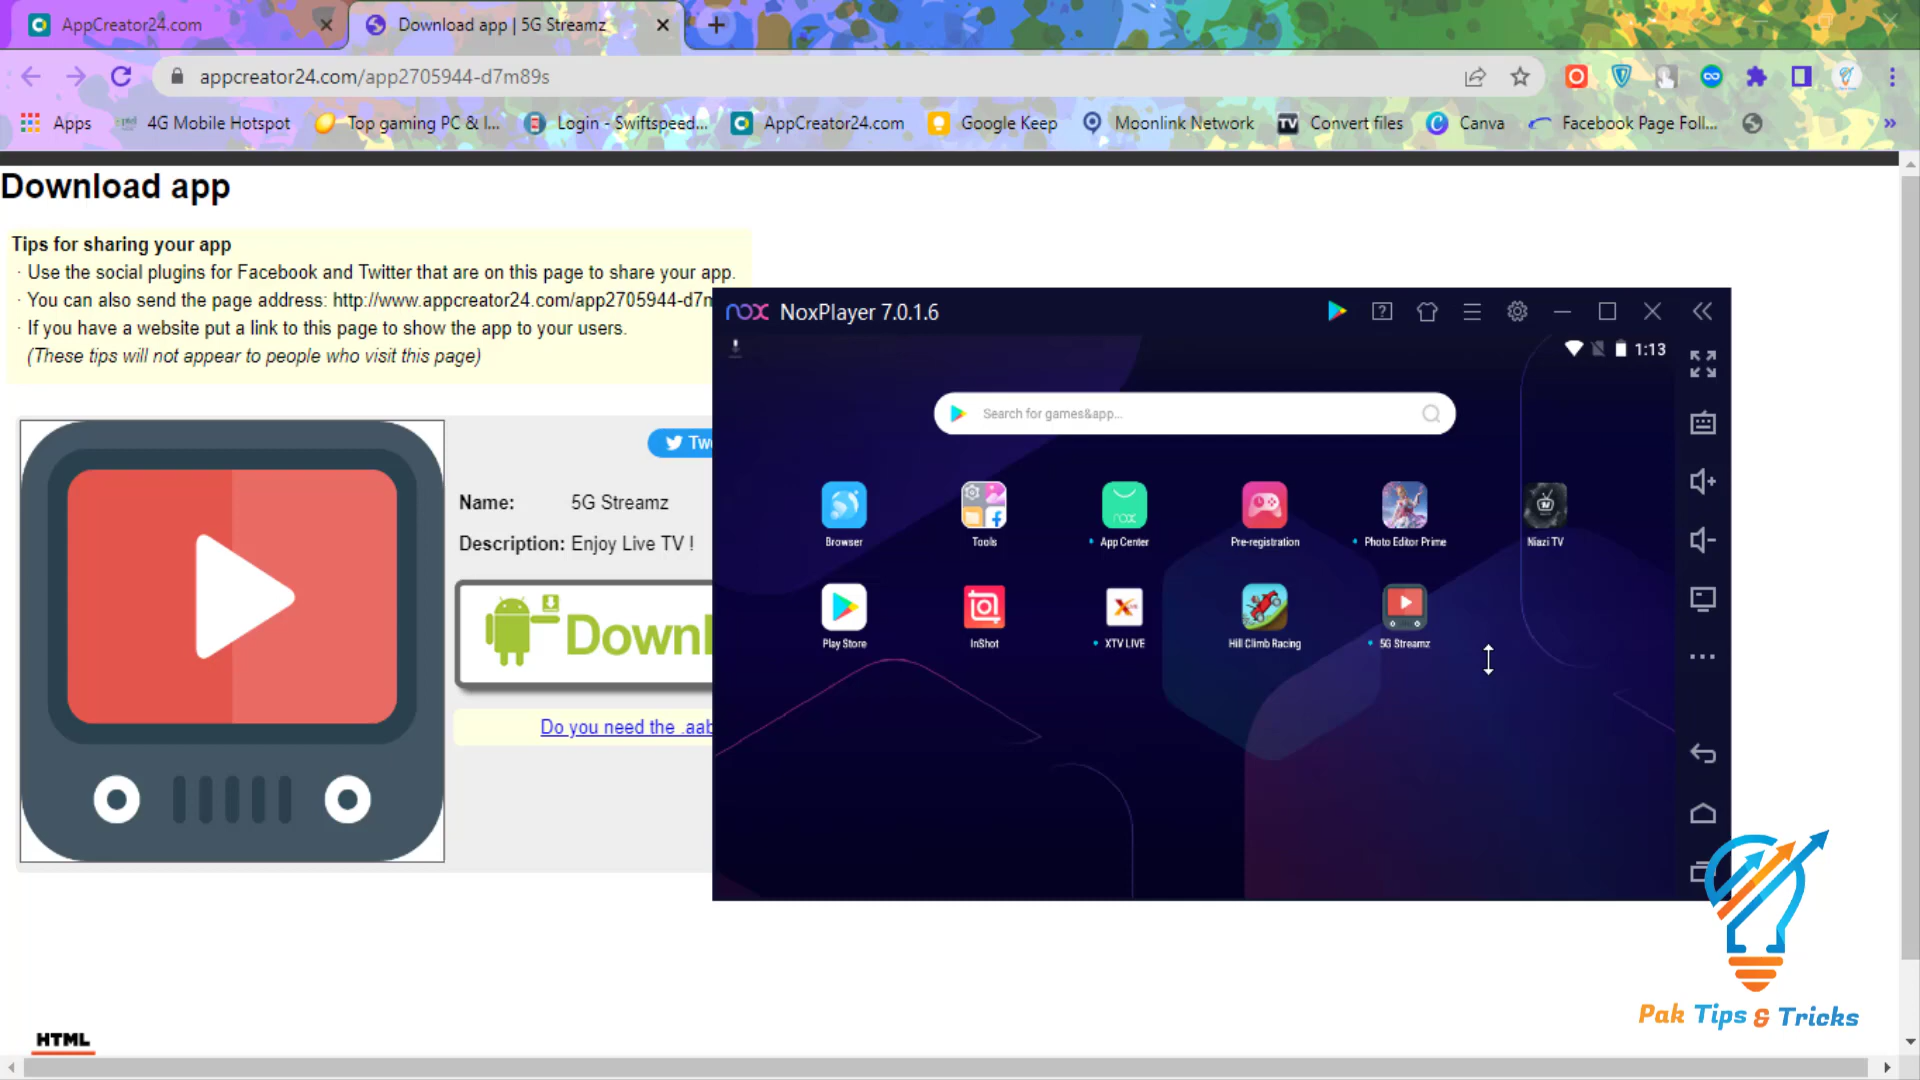 AppCreator24.com
Download app | 5G Streamz
appcreator24.com/app2705944-d7m89s
Apps
4G Mobile Hotspot
Top gaming PC & l...
Login - Swiftspeed...
AppCreator24.com
Google Keep
Moonlink Network
TV
Convert files
Canva
Facebook Page Foll...
Download app
Tips for sharing your app
· Use the social plugins for Facebook and Twitter that are on this page to share your app.
· You can also send the page address: http://www.appcreator24.com/app2705944-d7m
· If you have a website put a link to this page to show the app to your users.
(These tips will not appear to people who visit this page)
Name: 5G Streamz
Description: Enjoy Live TV !
Do you need the .aab
nox NoxPlayer 7.0.1.6
1:13
Search for games&app...
Browser
Tools
nox
App Center
Pre-registration
Photo Editor Prime
Niazi TV
Play Store
InShot
XTV LIVE
Hill Climb Racing
5G Streamz
HTML
Pak Tips & Tricks